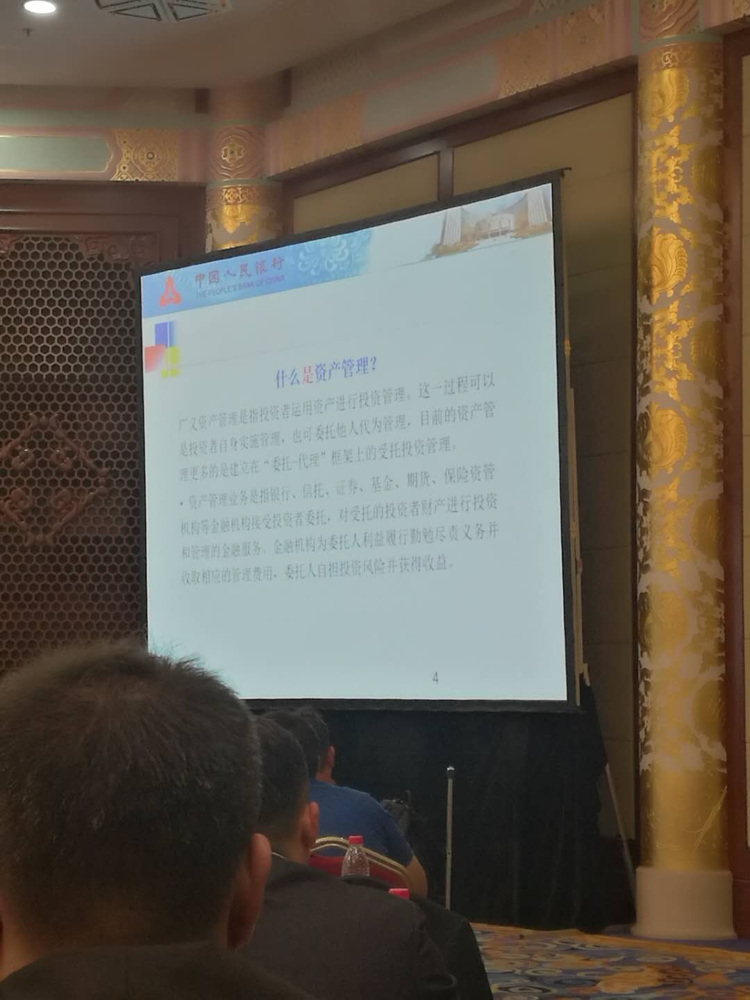 中国人民银行
THE PEOPLE'S BANK OF CHINA
什么是资产管理?
广义资产管理是指投资者运用资产进行投资管理。这一过程可以
是投资者自身实施管理，也可委托他人代为管理，目前的资产管
理更多的是建立在“委托-代理”框架上的受托投资管理。
• 资产管理业务是指银行、信托、证券、基金、期货、保险资管
机构等金融机构接受投资者委托，对受托的投资者财产进行投资
和管理的金融服务。金融机构为委托人利益履行勤勉尽责义务并
收取相应的管理费用，委托人自担投资风险并获得收益。
4